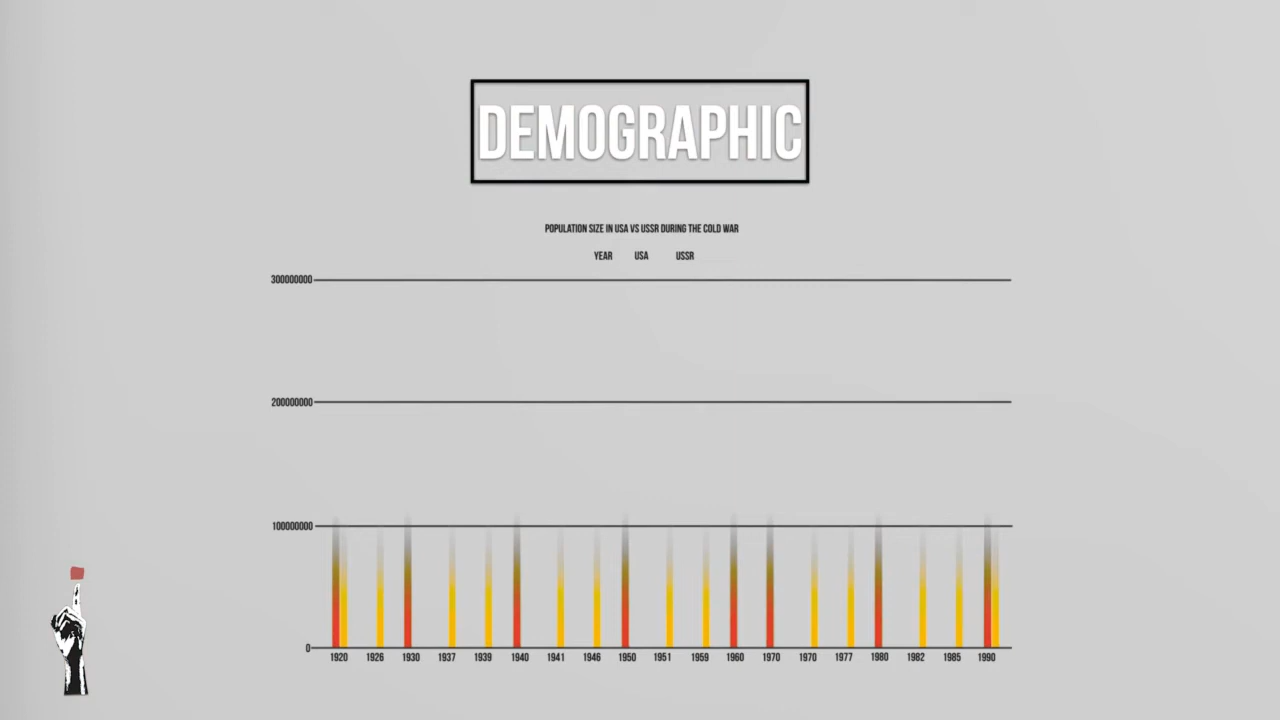 DEMOGRAPHIC
POPULATION SIZE IN USA VS USSR DURING THE COLD WAR
YEAR USA USSR
300000000
200000000
100000000
0
1920 1926 1930 1937 1939 1940 1941 1946 1950 1951 1959 1960 1970 1970 1977 1980 1982 1985 1990